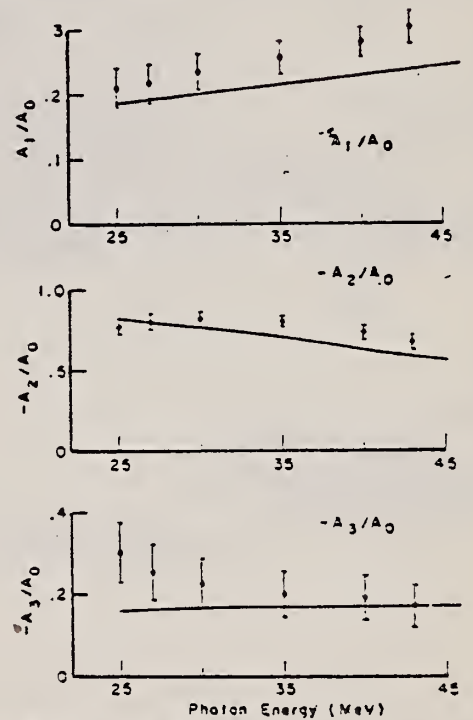 .3
.2
.1
0
A₁/A₀
A₁/A₀
25 35 45
-A₂/A₀
1.0
.5
0
-A₂/A₀
25 35 45
-A₃/A₀
.4
.2
0
-A₃/A₀
25 35 45
Photon Energy (MeV)